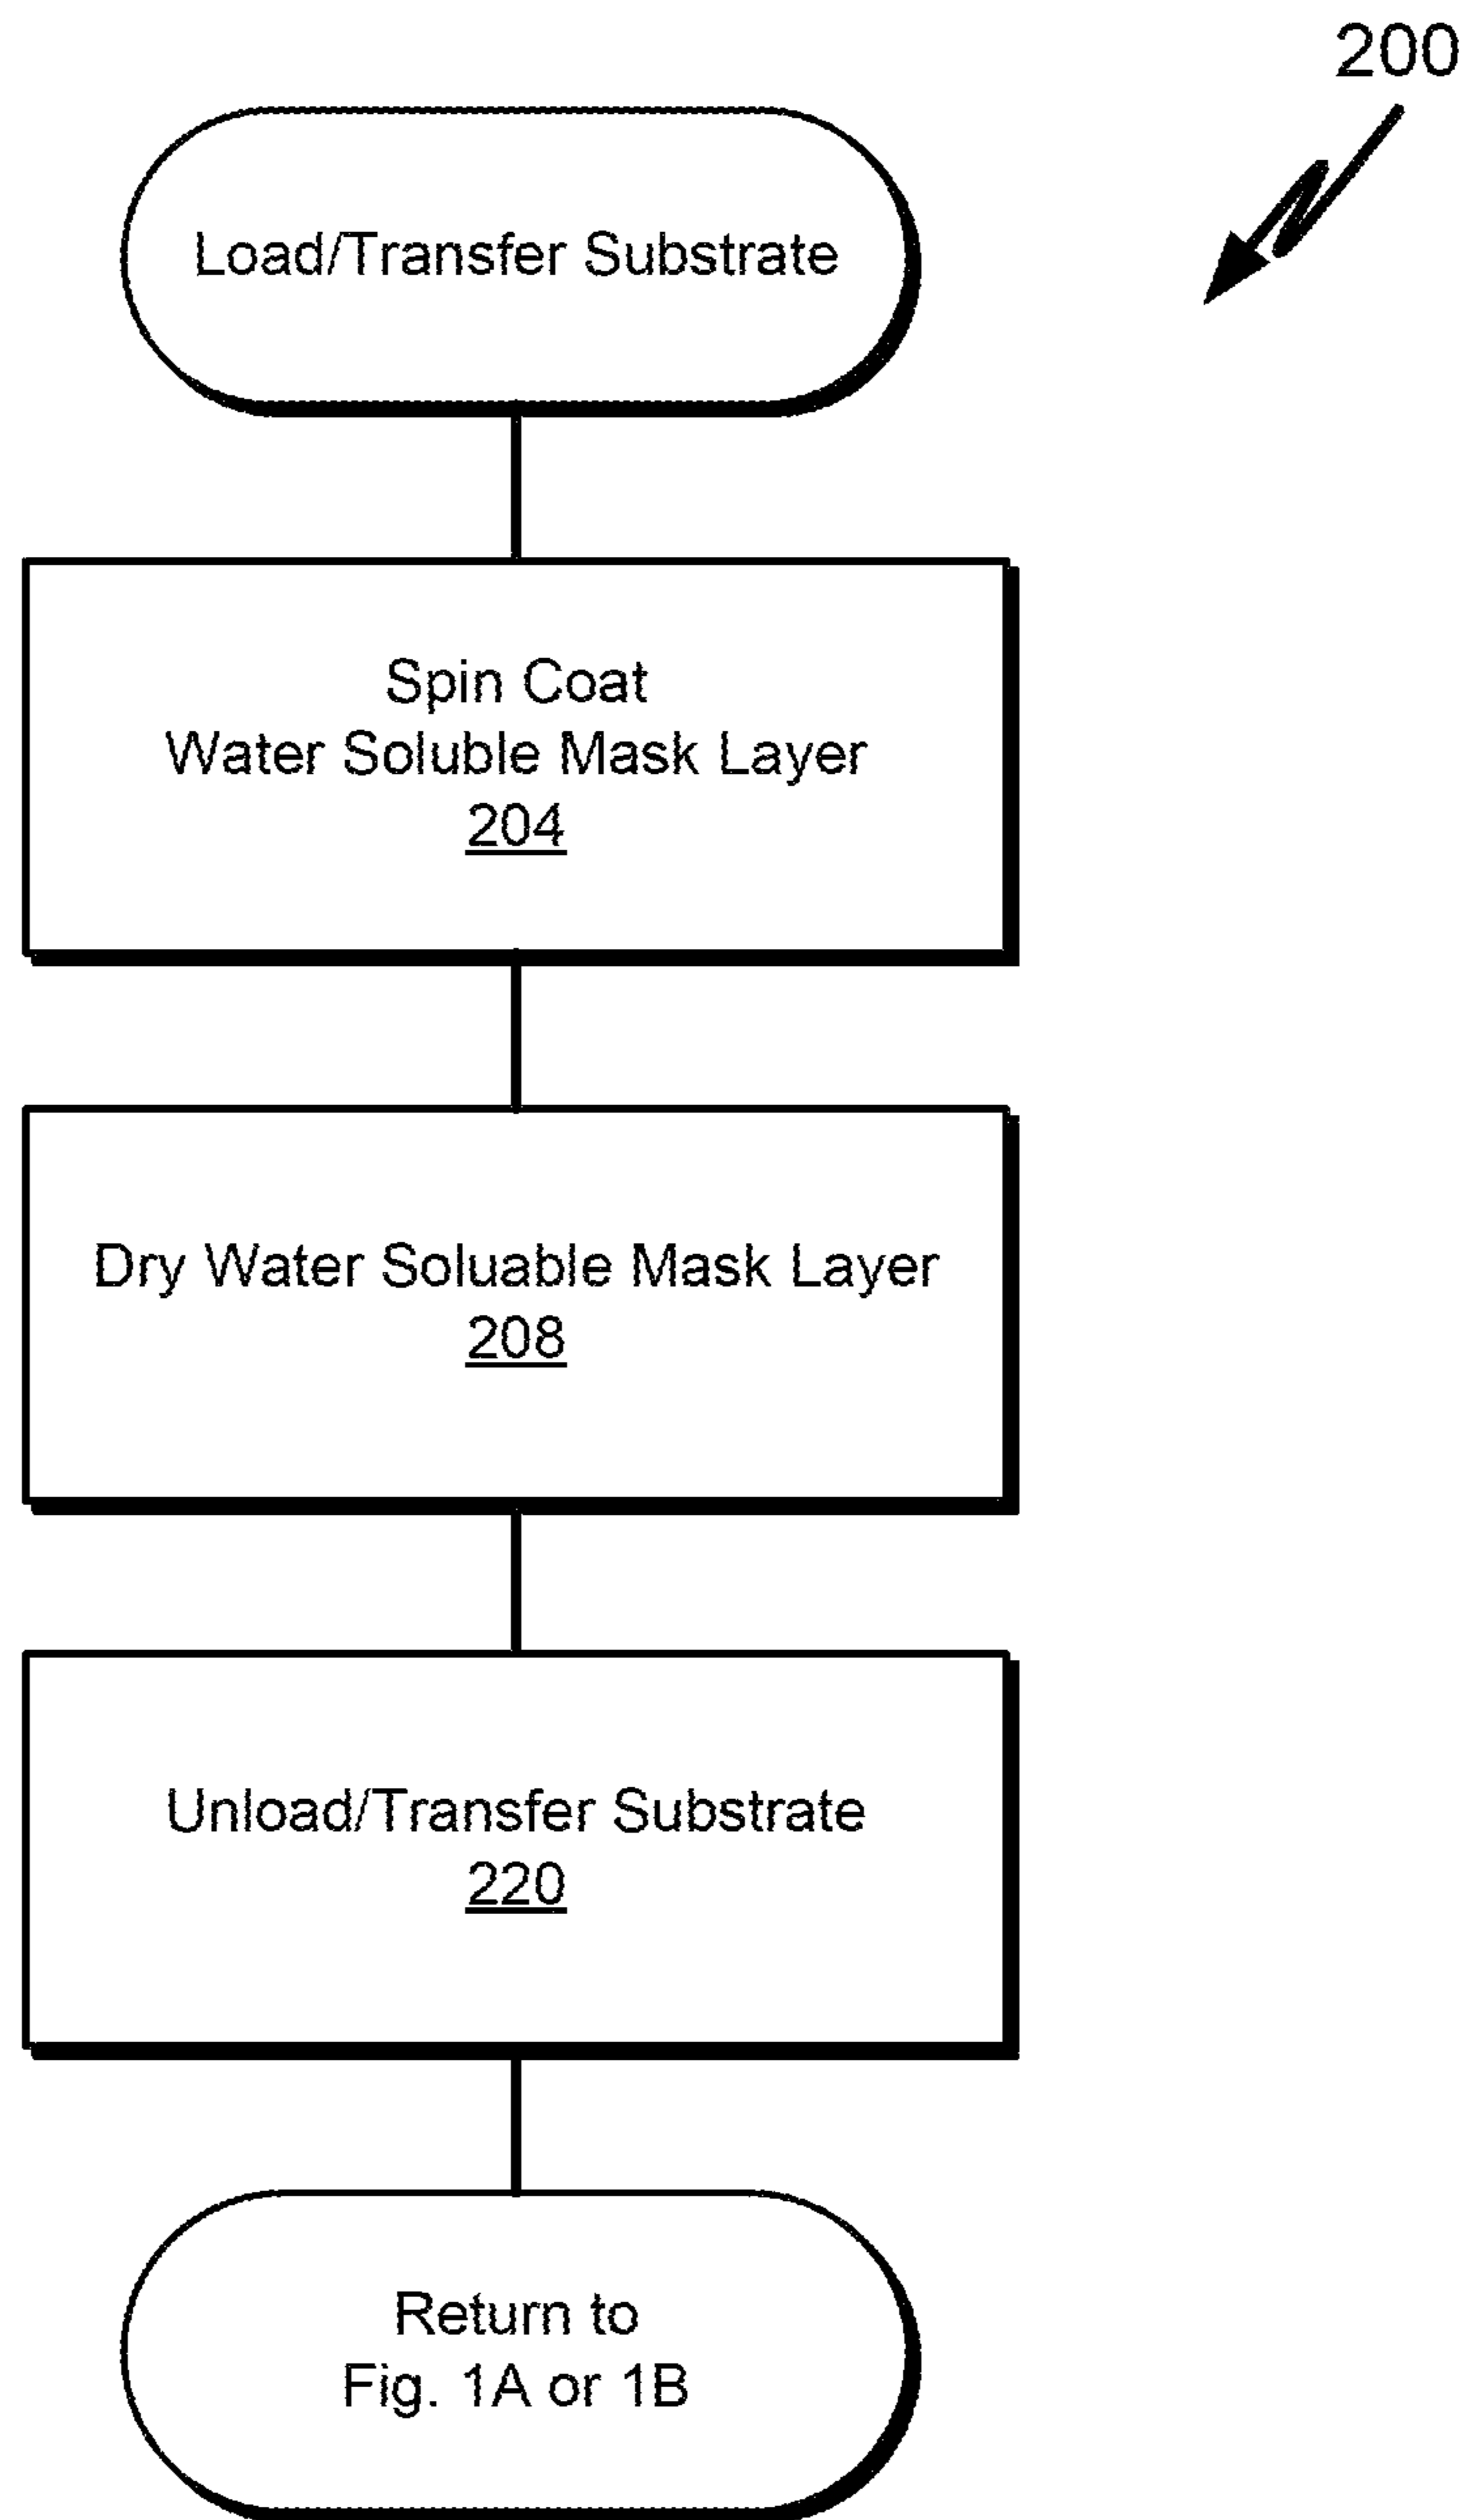 200
Load/Transfer Substrate
Spin Coat
Water Soluble Mask Layer
204
Dry Water Soluable Mask Layer
208
Unload/Transfer Substrate
220
Return to
Fig. 1A or 1B